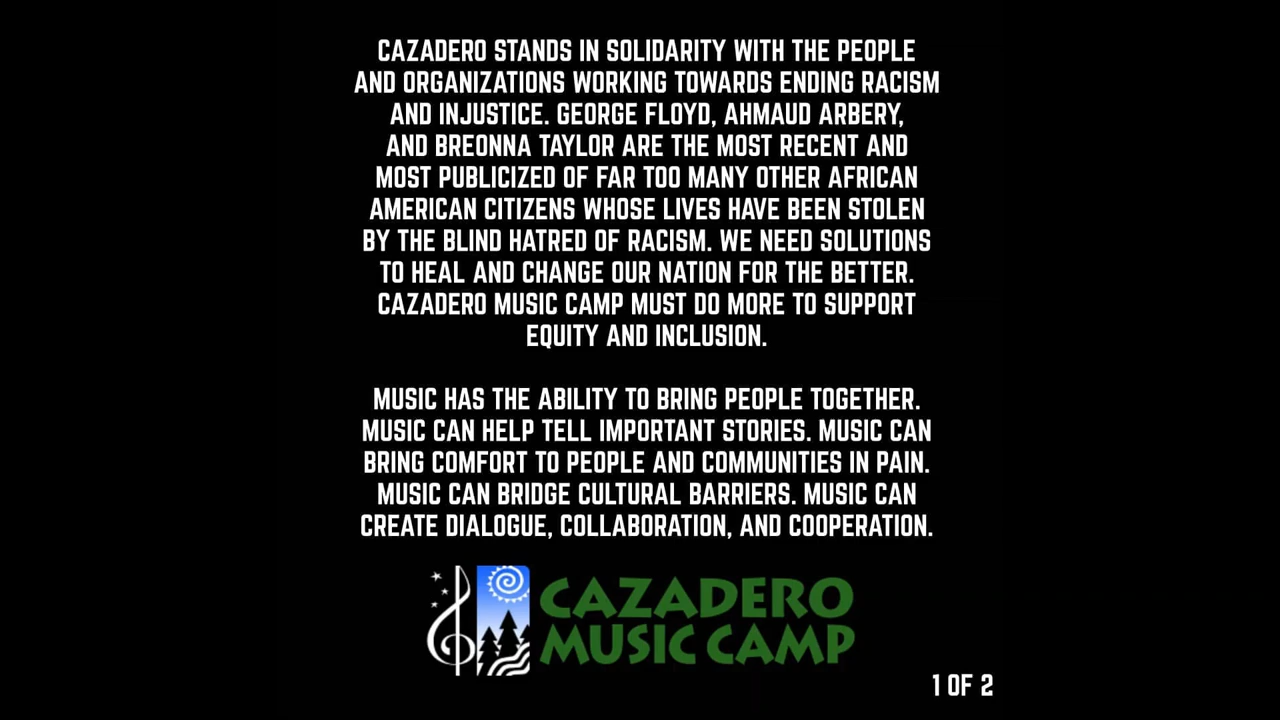 CAZADERO STANDS IN SOLIDARITY WITH THE PEOPLE
AND ORGANIZATIONS WORKING TOWARDS ENDING RACISM
AND INJUSTICE. GEORGE FLOYD, AHMAUD ARBERY,
AND BREONNA TAYLOR ARE THE MOST RECENT AND
MOST PUBLICIZED OF FAR TOO MANY OTHER AFRICAN
AMERICAN CITIZENS WHOSE LIVES HAVE BEEN STOLEN
BY THE BLIND HATRED OF RACISM. WE NEED SOLUTIONS
TO HEAL AND CHANGE OUR NATION FOR THE BETTER.
CAZADERO MUSIC CAMP MUST DO MORE TO SUPPORT
EQUITY AND INCLUSION.
MUSIC HAS THE ABILITY TO BRING PEOPLE TOGETHER.
MUSIC CAN HELP TELL IMPORTANT STORIES. MUSIC CAN
BRING COMFORT TO PEOPLE AND COMMUNITIES IN PAIN.
MUSIC CAN BRIDGE CULTURAL BARRIERS. MUSIC CAN
CREATE DIALOGUE, COLLABORATION, AND COOPERATION.
CAZADERO
MUSIC CAMP
1 OF 2